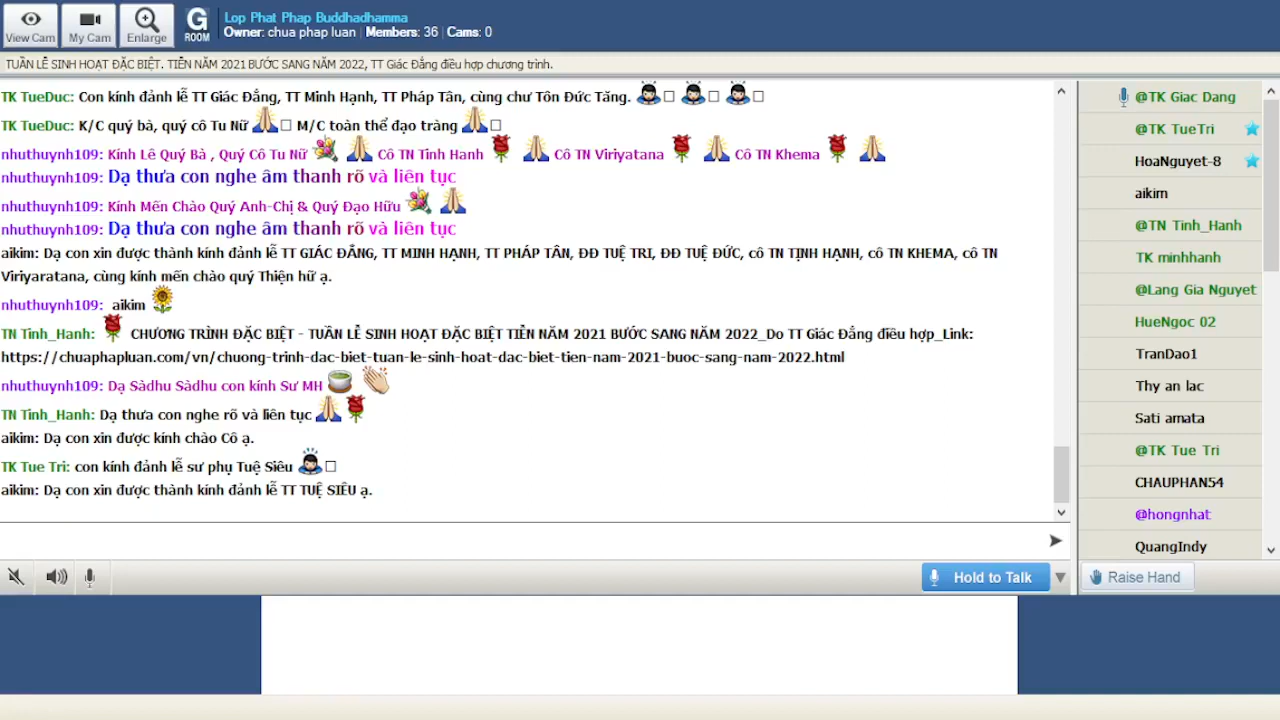 View Cam
My Cam
Enlarge
G ROOM
Lop Phat Phap Buddhadhamma
Owner: chua phap luan | Members: 36 | Cams: 0
TUẦN LỄ SINH HOẠT ĐẶC BIỆT. TIỄN NĂM 2021 BƯỚC SANG NĂM 2022, TT Giác Đẳng điều hợp chương trình.
TK TueDuc: Con kính đảnh lễ TT Giác Đẳng, TT Minh Hạnh, TT Pháp Tân, cùng chư Tôn Đức Tăng.
TK TueDuc: K/C quý bà, quý cô Tu Nữ M/C toàn thể đạo tràng
nhuthuynh109: Kính Lê Quý Bà , Quý Cô Tu Nữ Cô TN Tinh Hanh Cô TN Viriyatana Cô TN Khema
nhuthuynh109: Dạ thưa con nghe âm thanh rõ và liên tục
nhuthuynh109: Kính Mến Chào Quý Anh-Chị & Quý Đạo Hữu
nhuthuynh109: Dạ thưa con nghe âm thanh rõ và liên tục
aikim: Dạ con xin được thành kính đảnh lễ TT GIÁC ĐẲNG, TT MINH HẠNH, TT PHÁP TÂN, ĐĐ TUỆ TRI, ĐĐ TUỆ ĐỨC, cô TN TỊNH HẠNH, cô TN KHEMA, cô TN
Viriyaratana, cùng kính mến chào quý Thiện hữ ạ.
nhuthuynh109: aikim
TN Tinh_Hanh: CHƯƠNG TRÌNH ĐẶC BIỆT - TUẦN LỄ SINH HOẠT ĐẶC BIỆT TIỄN NĂM 2021 BƯỚC SANG NĂM 2022_Do TT Giác Đẳng điều hợp_Link:
https://chuaphapluan.com/vn/chuong-trinh-dac-biet-tuan-le-sinh-hoat-dac-biet-tien-nam-2021-buoc-sang-nam-2022.html
nhuthuynh109: Dạ Sàdhu Sàdhu con kính Sư MH
TN Tinh_Hanh: Dạ thưa con nghe rõ và liên tục
aikim: Dạ con xin được kính chào Cô ạ.
TK Tue Tri: con kính đảnh lễ sư phụ Tuệ Siêu
aikim: Dạ con xin được thành kính đảnh lễ TT TUỆ SIÊU ạ.
Hold to Talk
@TK Giac Dang
@TK TueTri
HoaNguyet-8
aikim
@TN Tinh_Hanh
TK minhhanh
@Lang Gia Nguyet
HueNgoc 02
TranDao1
Thy an lac
Sati amata
@TK Tue Tri
CHAUPHAN54
@hongnhat
QuangIndy
Raise Hand